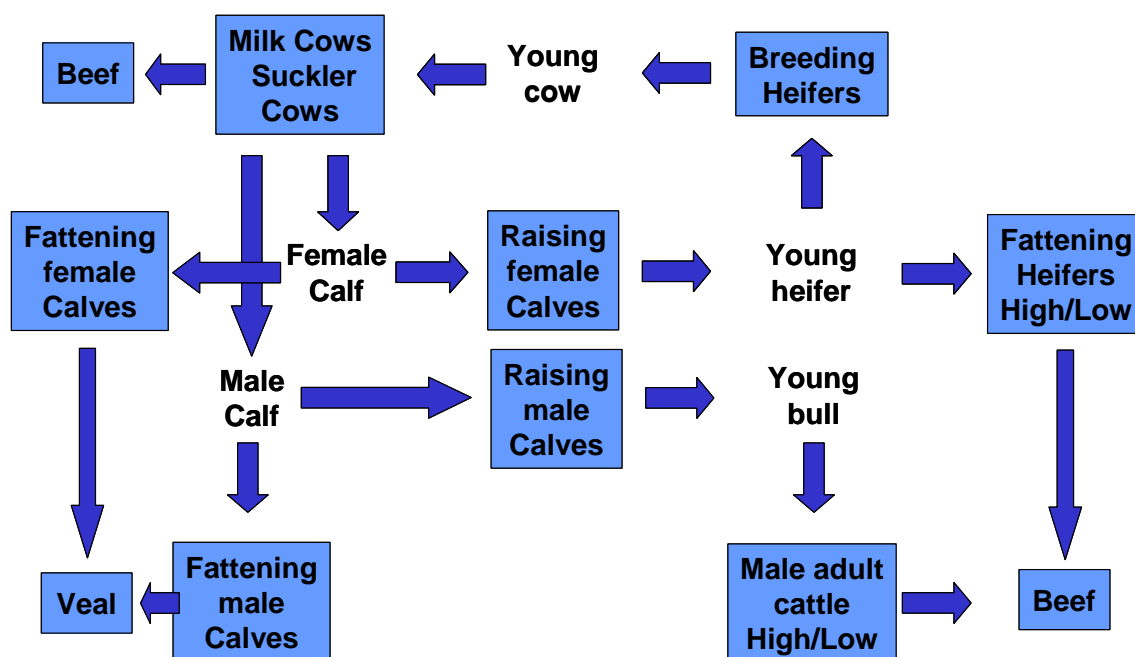 Beef
Milk Cows
Suckler
Cows
Young
cow
Breeding
Heifers
Fattening
female
Calves
Female
Calf
Raising
female
Calves
Young
heifer
Fattening
Heifers
High/Low
Male
Calf
Raising
male
Calves
Young
bull
Veal
Fattening
male
Calves
Male adult
cattle
High/Low
Beef